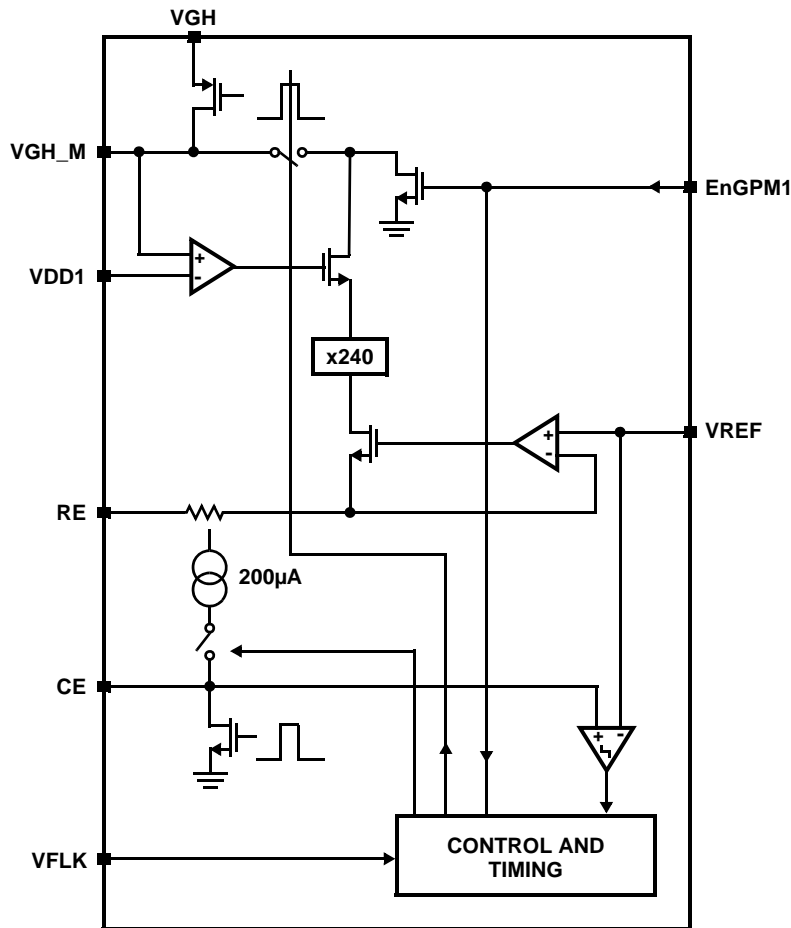 VGH
VGH_M
EnGPM1
+
-
VDD1
x240
+
-
VREF
RE
200µA
CE
+ -
VFLK
CONTROL AND
TIMING